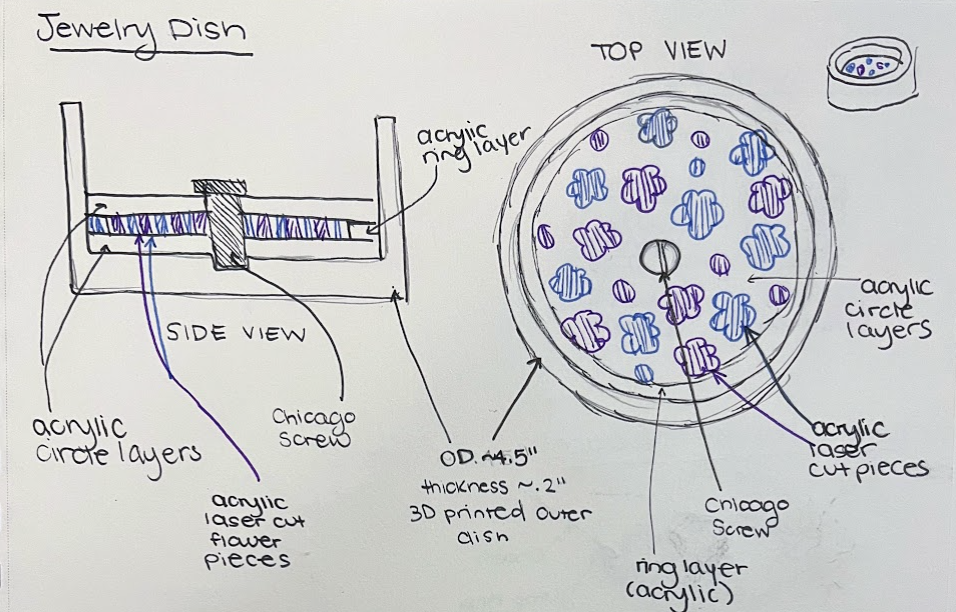 Jewelry Dish
TOP VIEW
acrylic
ring layer
SIDE VIEW
acrylic
circle layers
Chicago
Screw
acrylic
laser cut
flower
pieces
OD. ~4.5"
thickness ~.2"
3D printed outer
dish
acrylic
circle
layers
acrylic
laser
cut pieces
Chicago
Screw
ring layer
(acrylic)